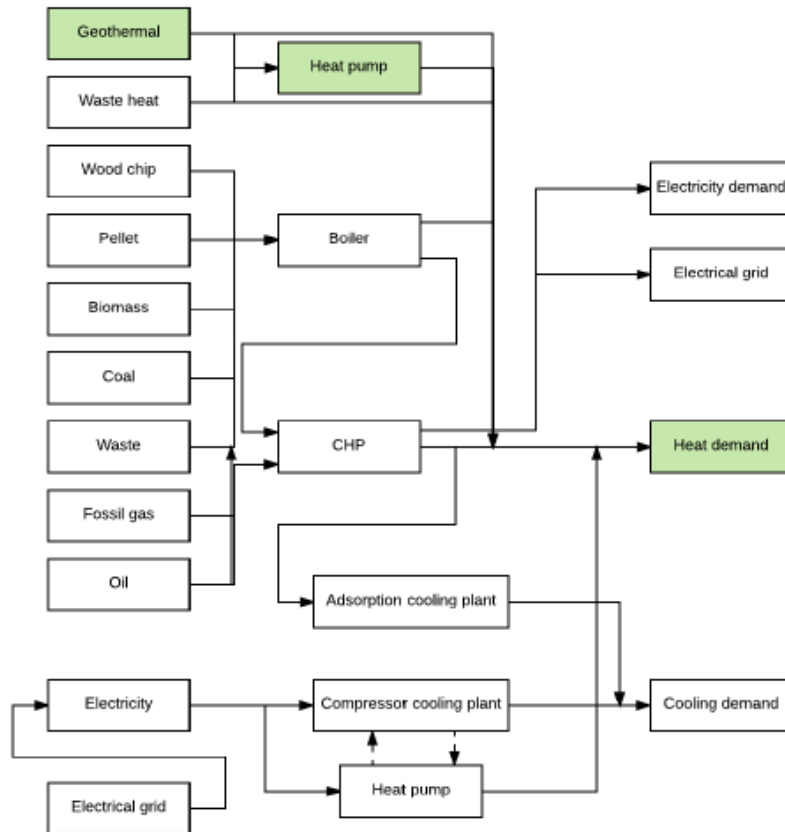 Geothermal
Heat pump
Waste heat
Wood chip
Electricity demand
Pellet
Boiler
Electrical grid
Biomass
Coal
Waste
CHP
Heat demand
Fossil gas
Oil
Adsorption cooling plant
Electricity
Compressor cooling plant
Cooling demand
Heat pump
Electrical grid